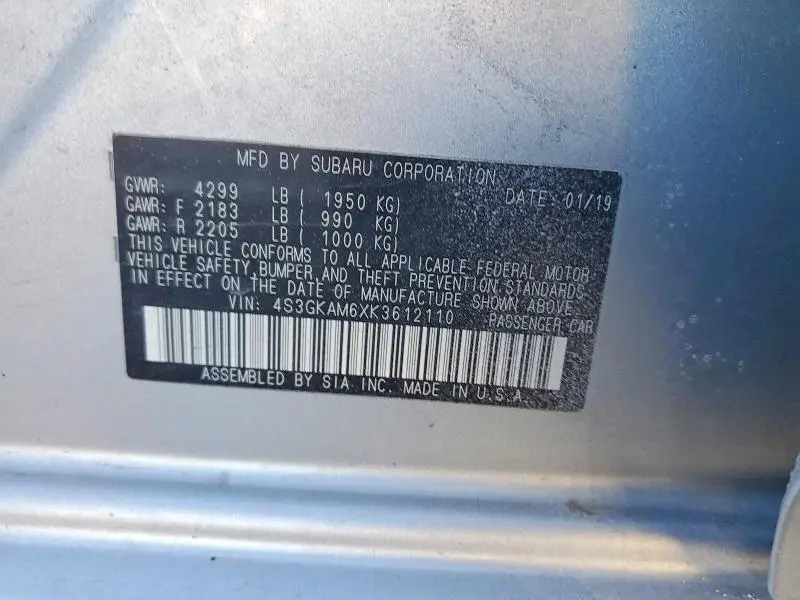 MFD BY SUBARU CORPORATION
GVWR: 4299 LB ( 1950 KG) DATE: 01/19
GAWR: F 2183 LB ( 990 KG)
GAWR: R 2205 LB ( 1000 KG)
THIS VEHICLE CONFORMS TO ALL APPLICABLE FEDERAL MOTOR
VEHICLE SAFETY, BUMPER, AND THEFT PREVENTION STANDARDS
IN EFFECT ON THE DATE OF MANUFACTURE SHOWN ABOVE.
VIN: 4S3GKAM6XK3612110 PASSENGER CAR
ASSEMBLED BY SIA, INC. MADE IN U.S.A.